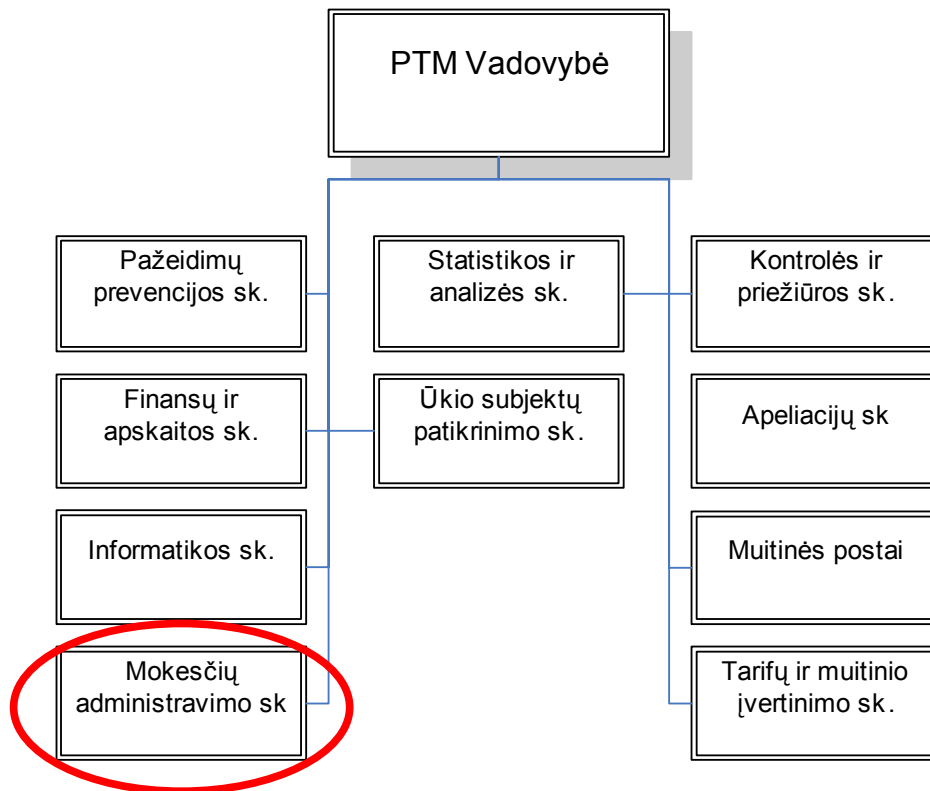 PTM Vadovybė
Pažeidimų
prevencijos sk.
Statistikos ir
analizės sk.
Kontrolės ir
priežiūros sk.
Finansų ir
apskaitos sk.
Ūkio subjektų
patikrinimo sk.
Apeliacijų sk
Informatikos sk.
Muitinės postai
Mokesčių
administravimo sk
Tarifų ir muitinio
įvertinimo sk.